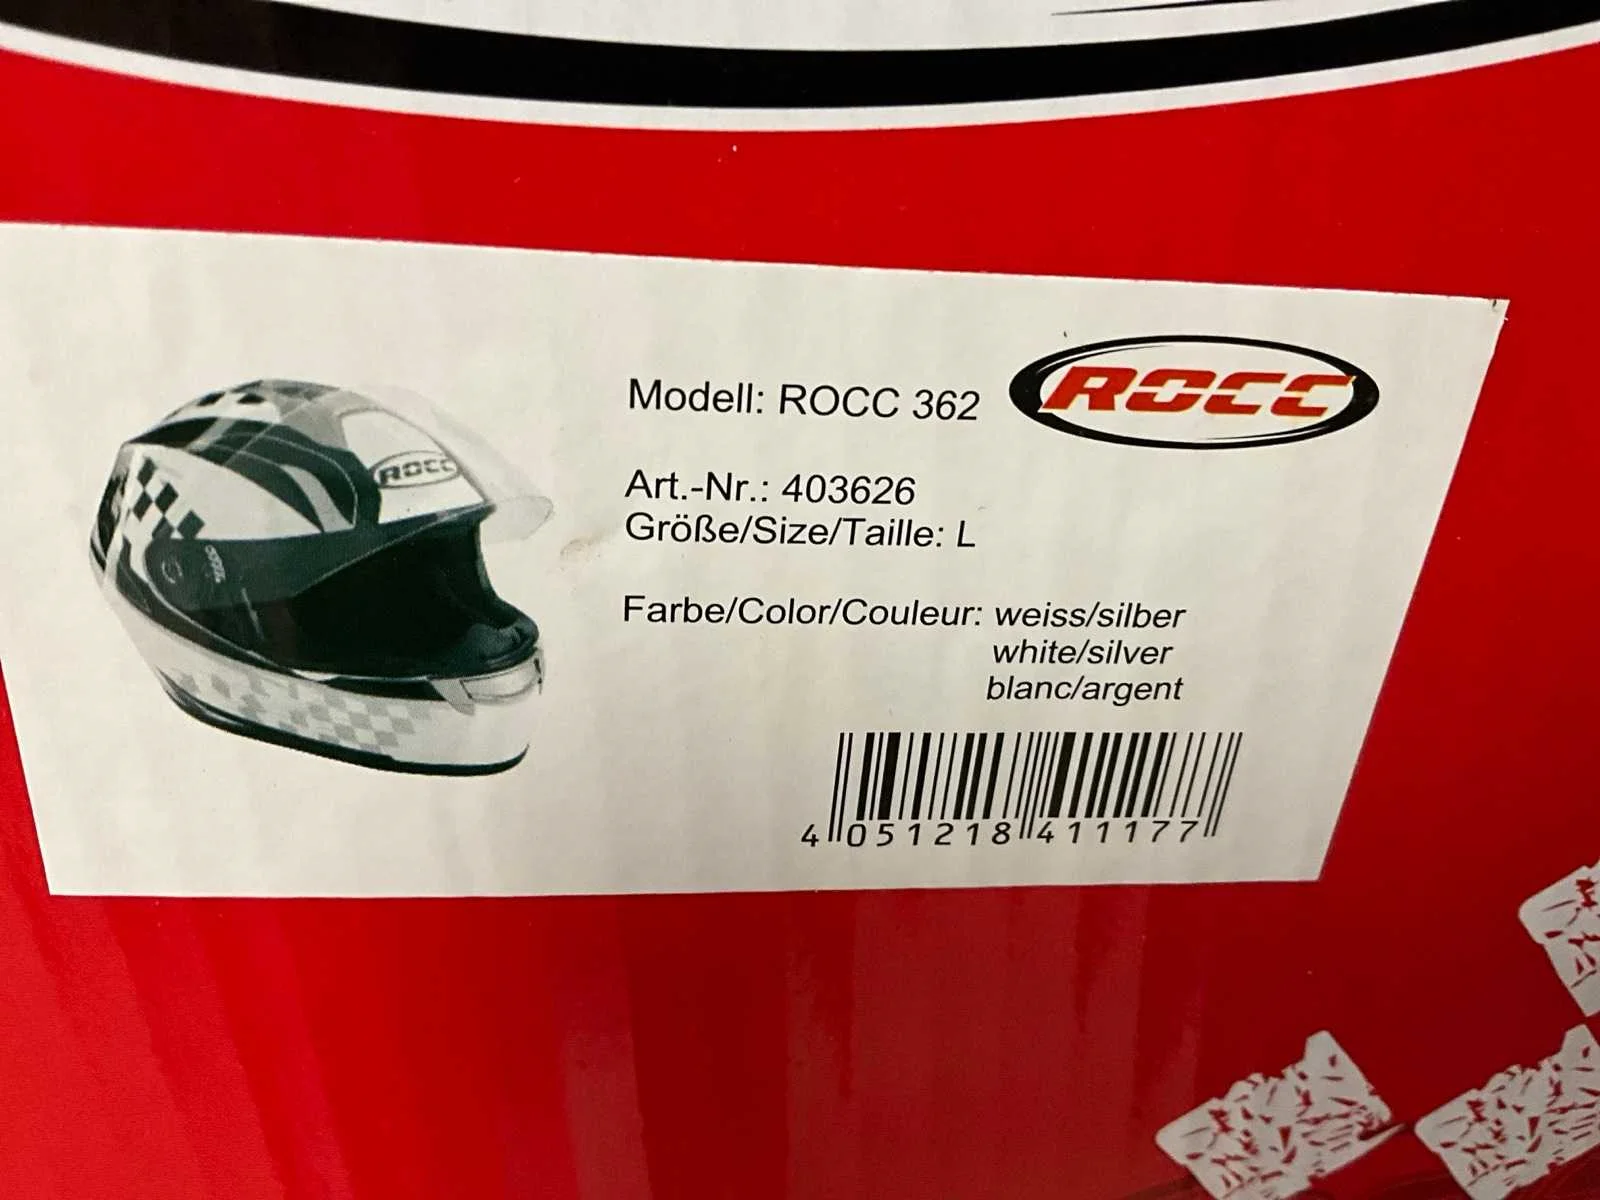 Modell: ROCC 362
ROCC
Art.-Nr.: 403626
Größe/Size/Taille: L
Farbe/Color/Couleur: weiss/silber
white/silver
blanc/argent
4 051218 411177
ROCC